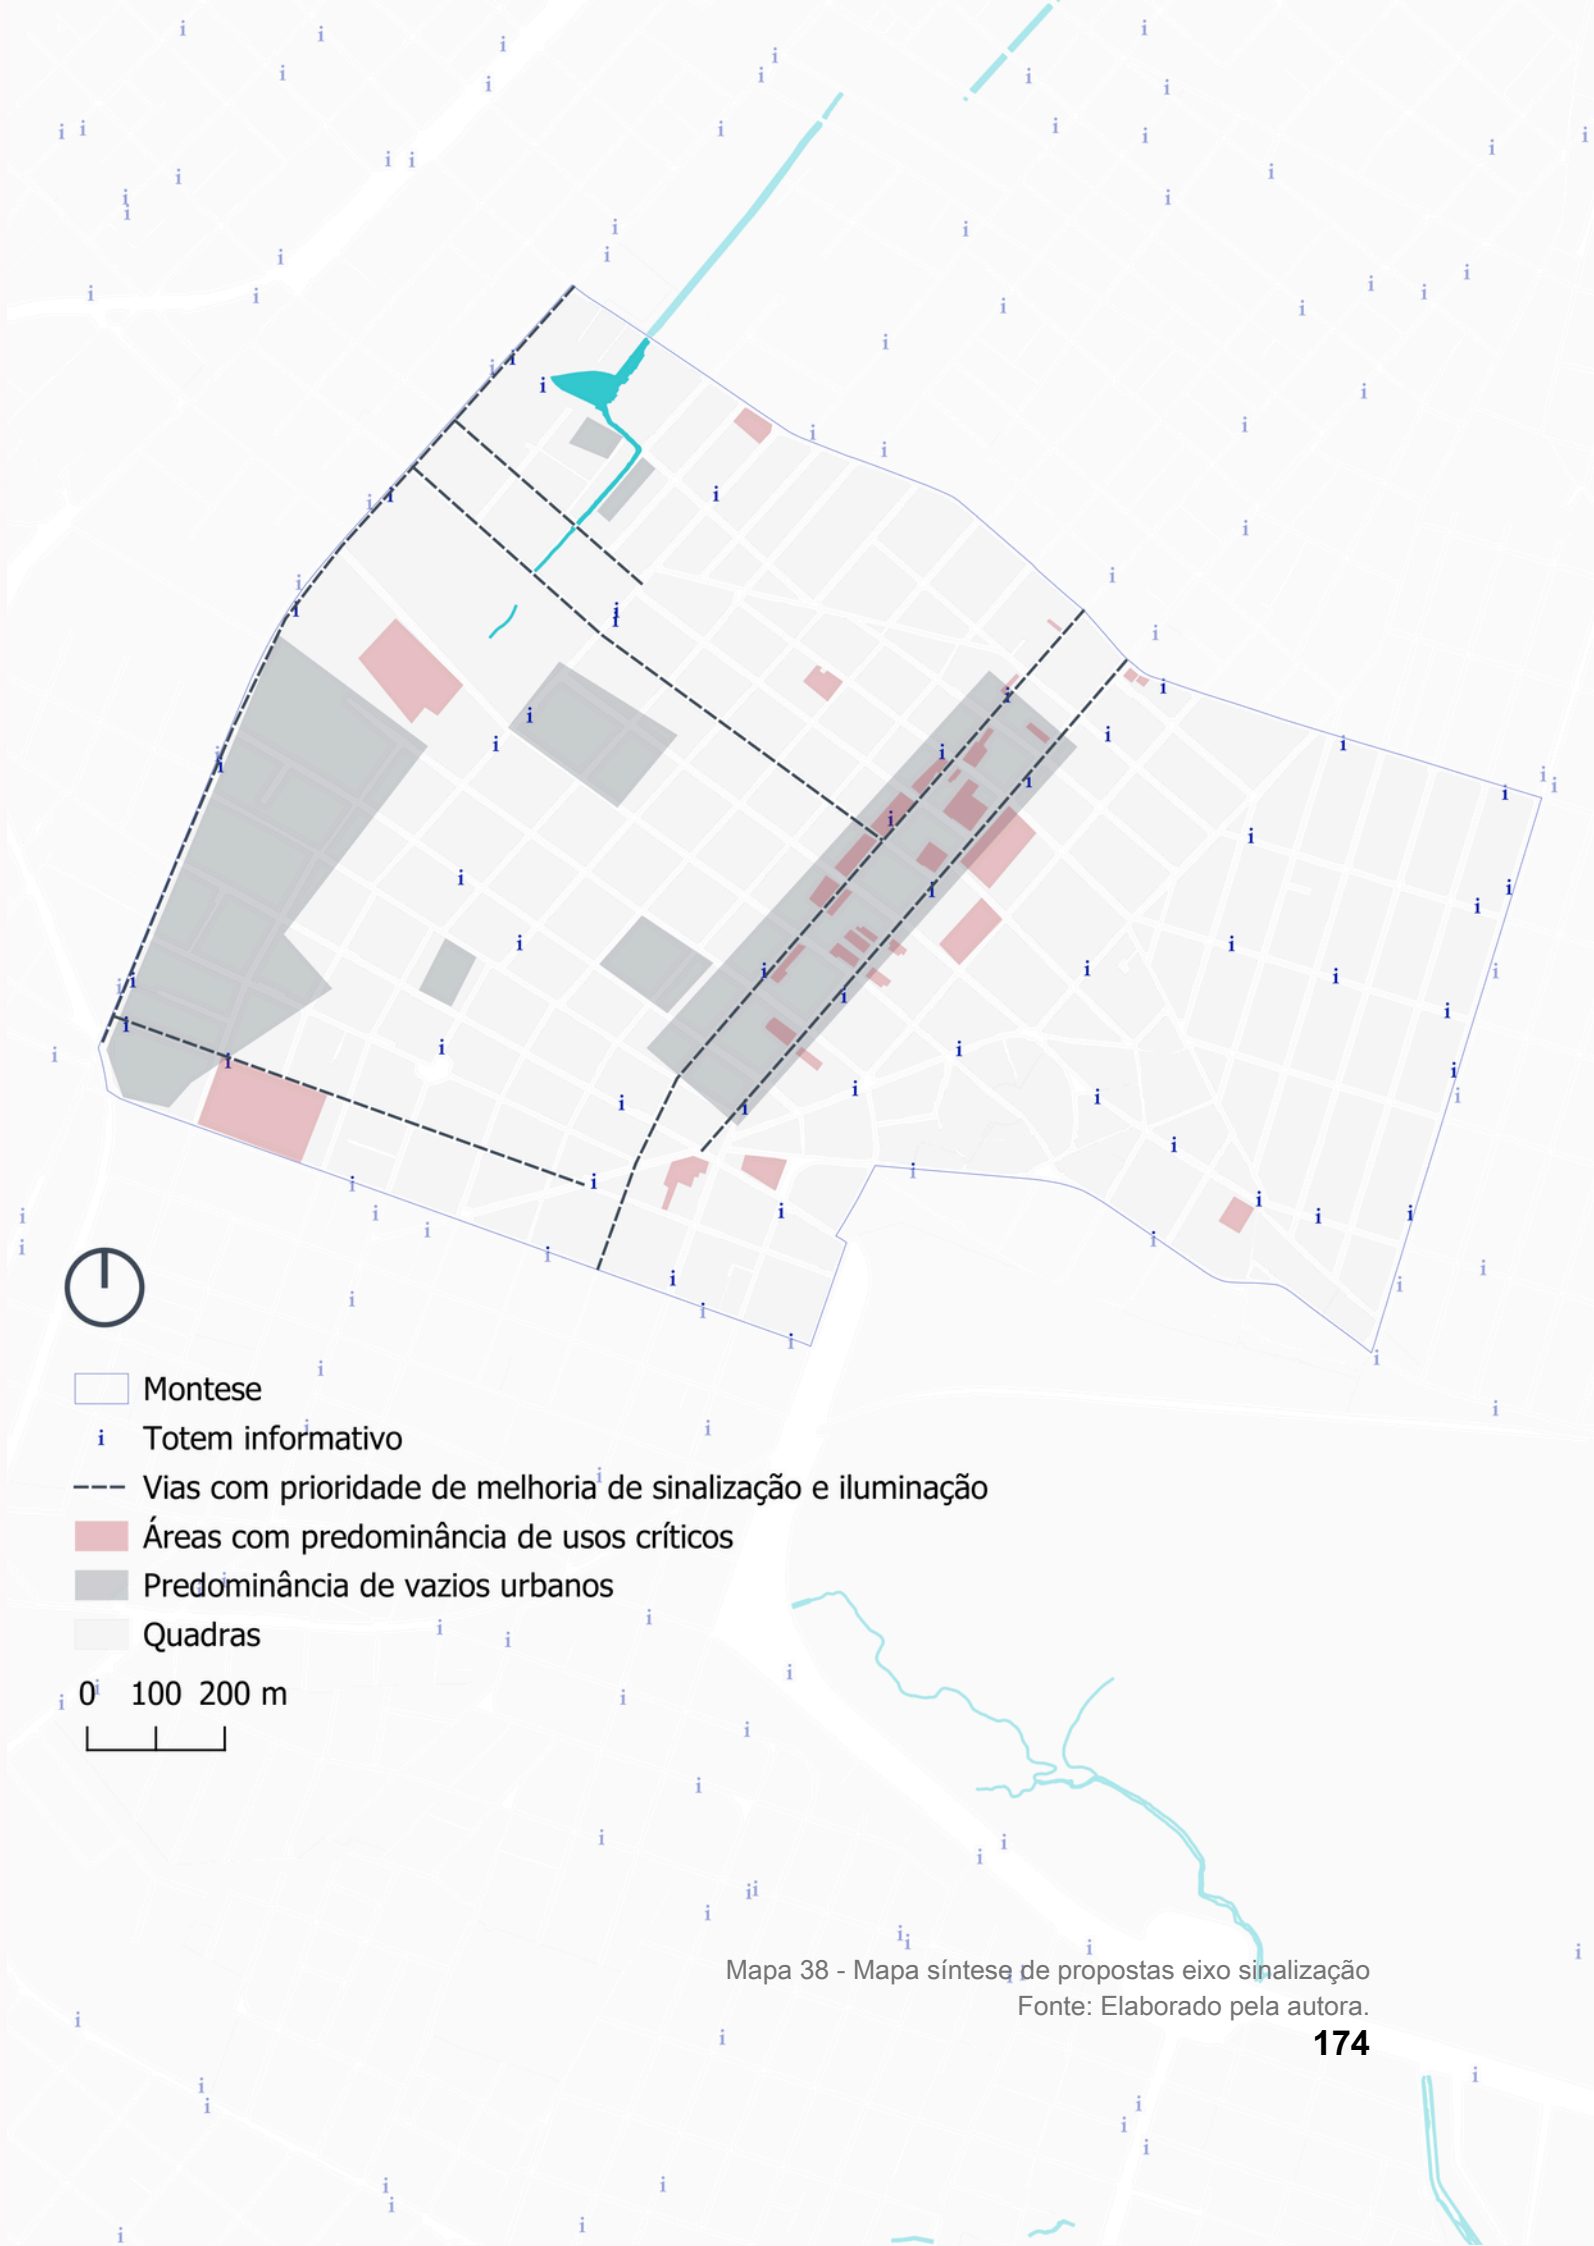 Montese
i Totem informativo
Vias com prioridade de melhoria de sinalização e iluminação
Áreas com predominância de usos críticos
Predominância de vazios urbanos
Quadras
0 100 200 m
Mapa 38 - Mapa síntese de propostas eixo sinalização
Fonte: Elaborado pela autora.
174